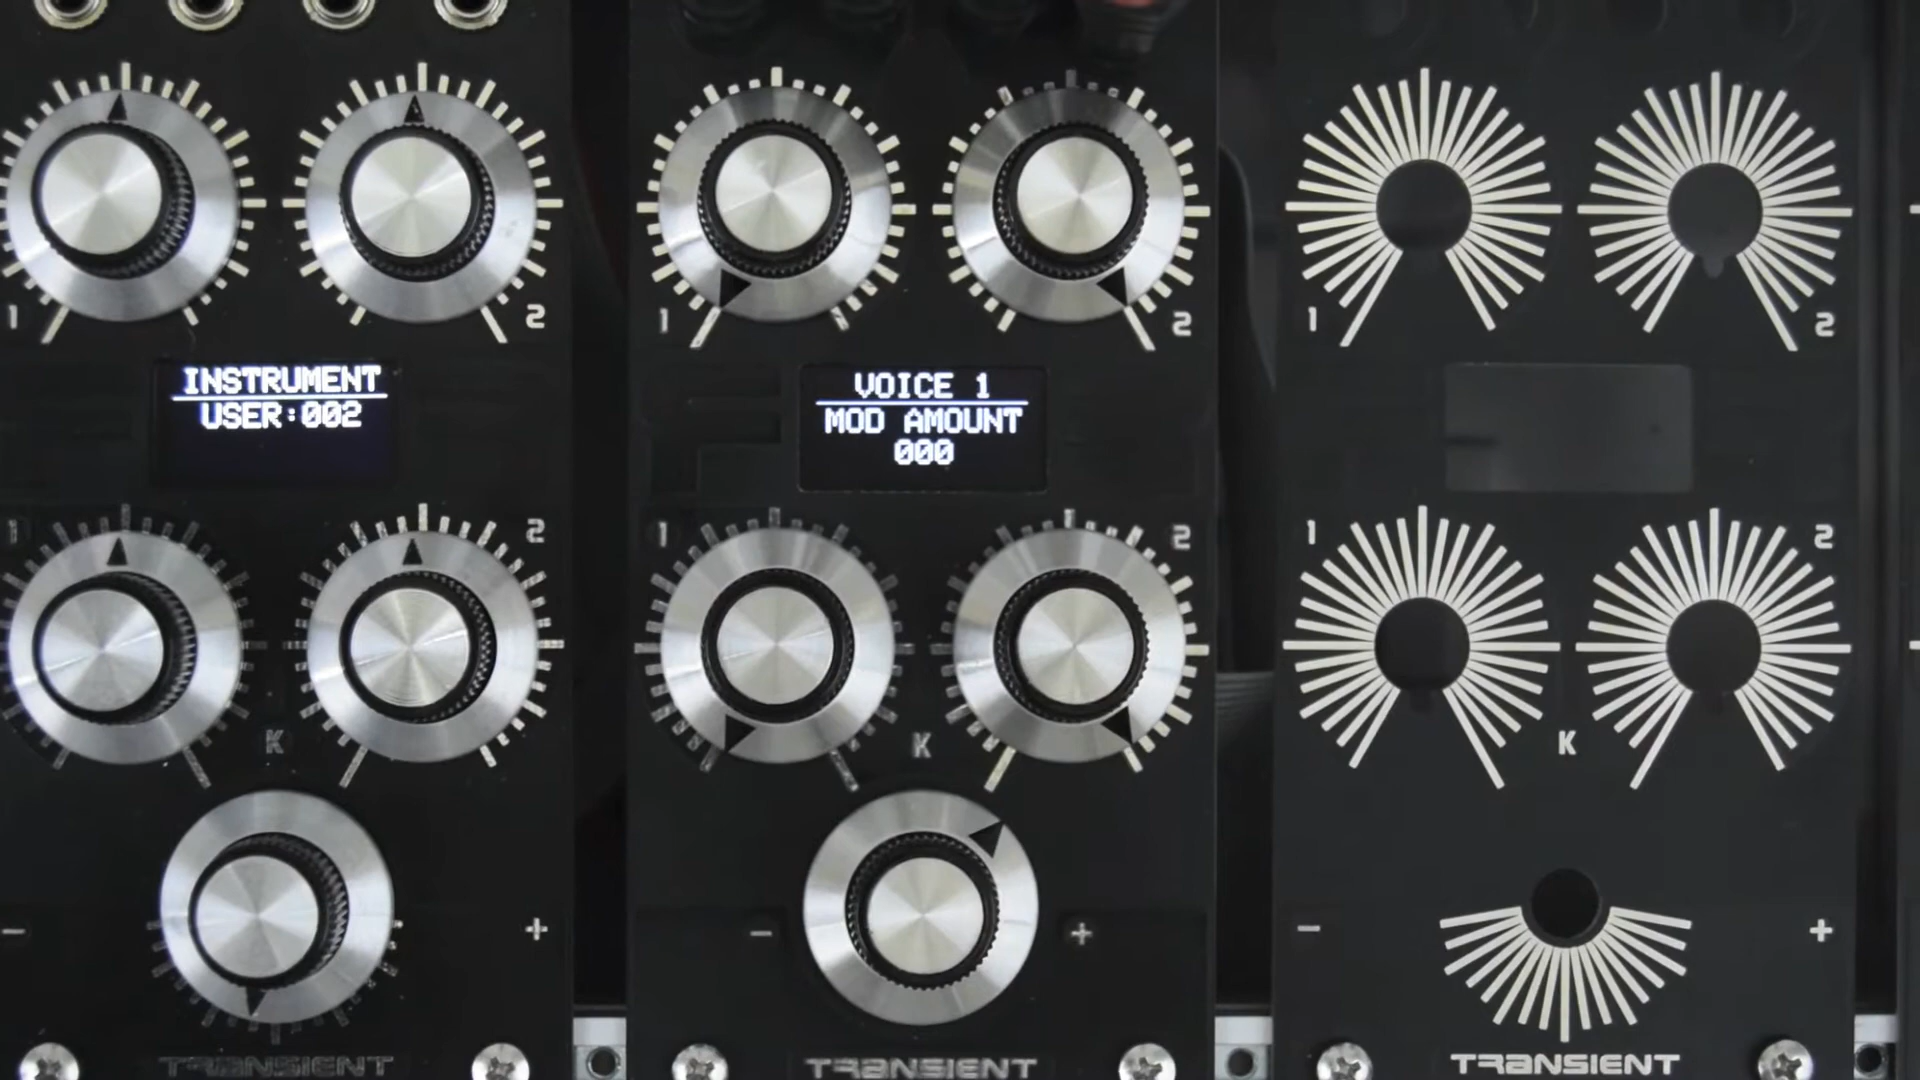 1 2
INSTRUMENT
USER:002
1 2
K
- +
TRANSIENT
1 2
VOICE 1
MOD AMOUNT
000
1 2
K
- +
TRANSIENT
1 2
1 2
K
- +
TRANSIENT